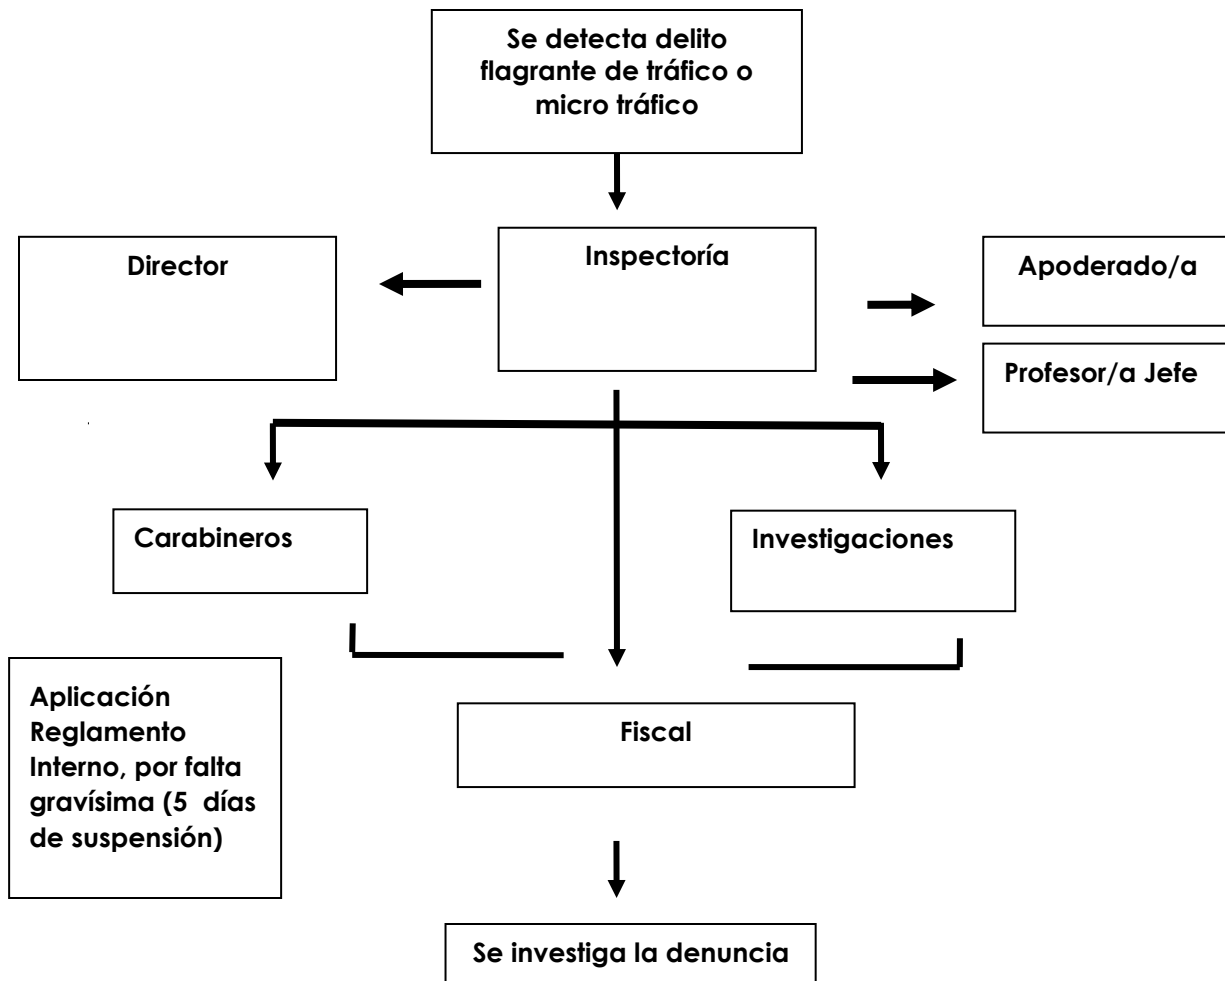 Se detecta delito
flagrante de tráfico o
micro tráfico
Director
Inspectoría
Apoderado/a
Profesor/a Jefe
Carabineros
Investigaciones
Aplicación
Reglamento
Interno, por falta
gravísima (5 días
de suspensión)
Fiscal
Se investiga la denuncia